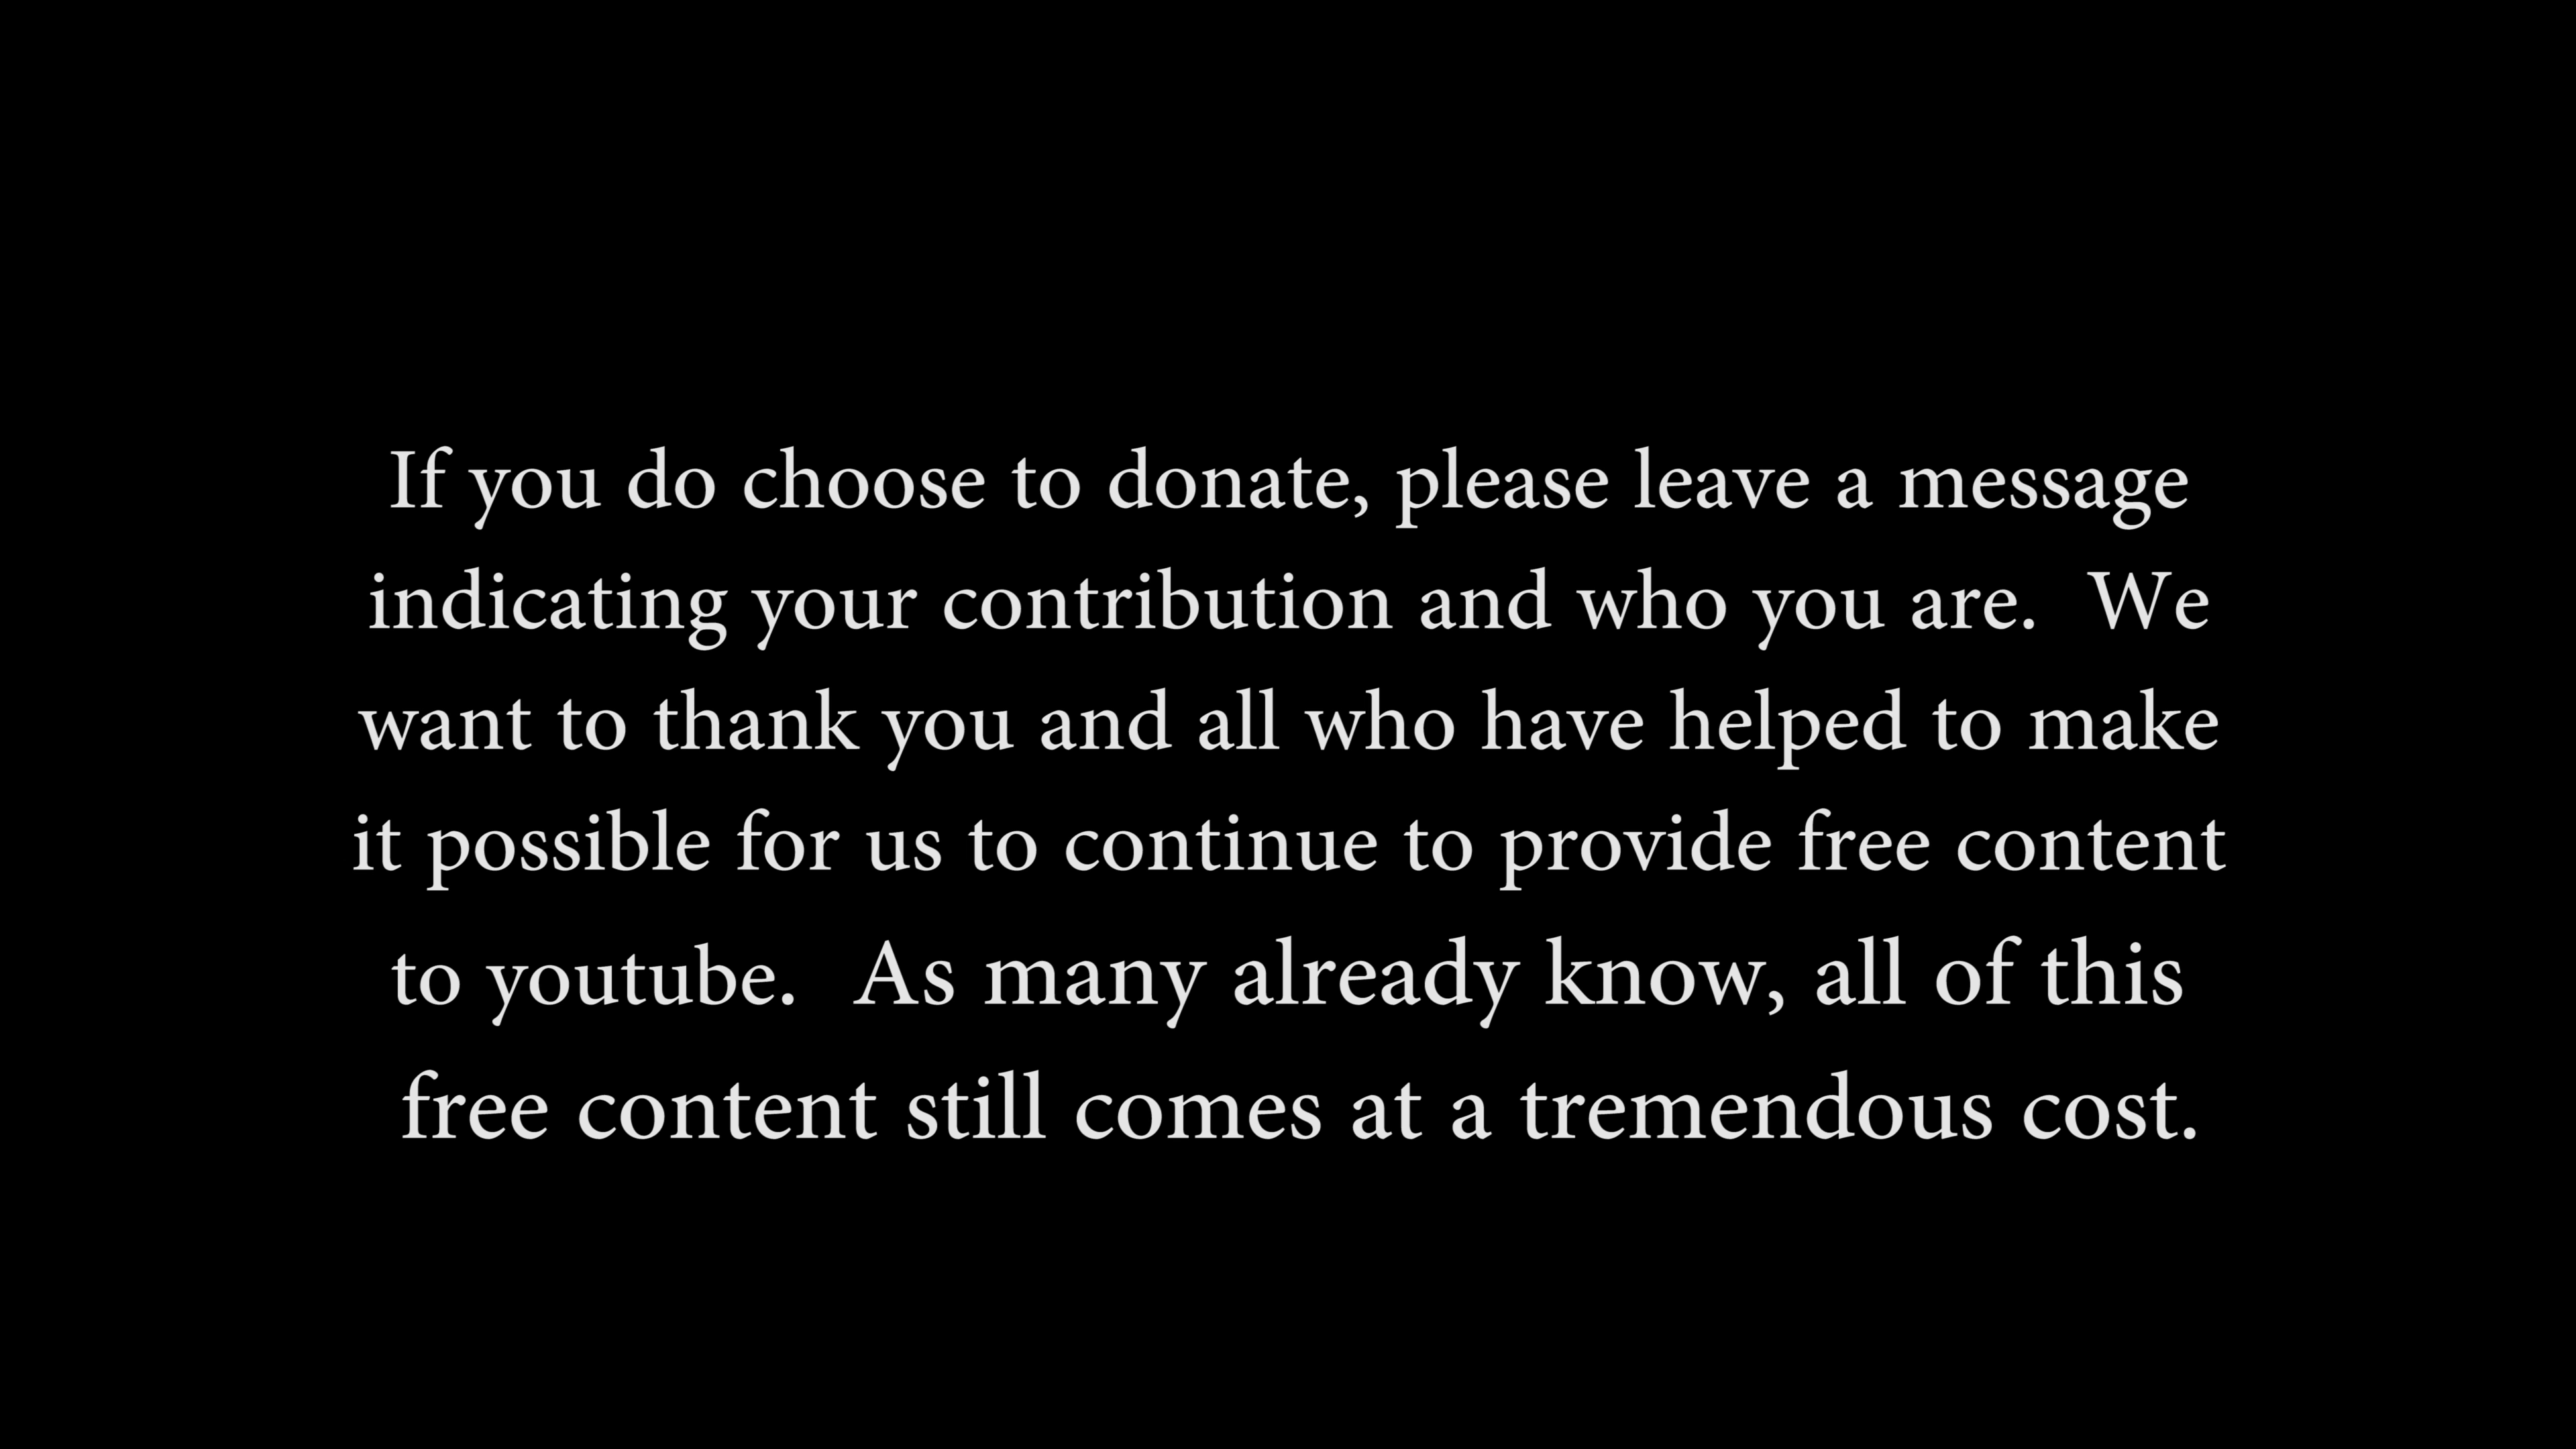 If you do choose to donate, please leave a message
indicating your contribution and who you are.  We
want to thank you and all who have helped to make
it possible for us to continue to provide free content
to youtube.  As many already know, all of this
free content still comes at a tremendous cost.